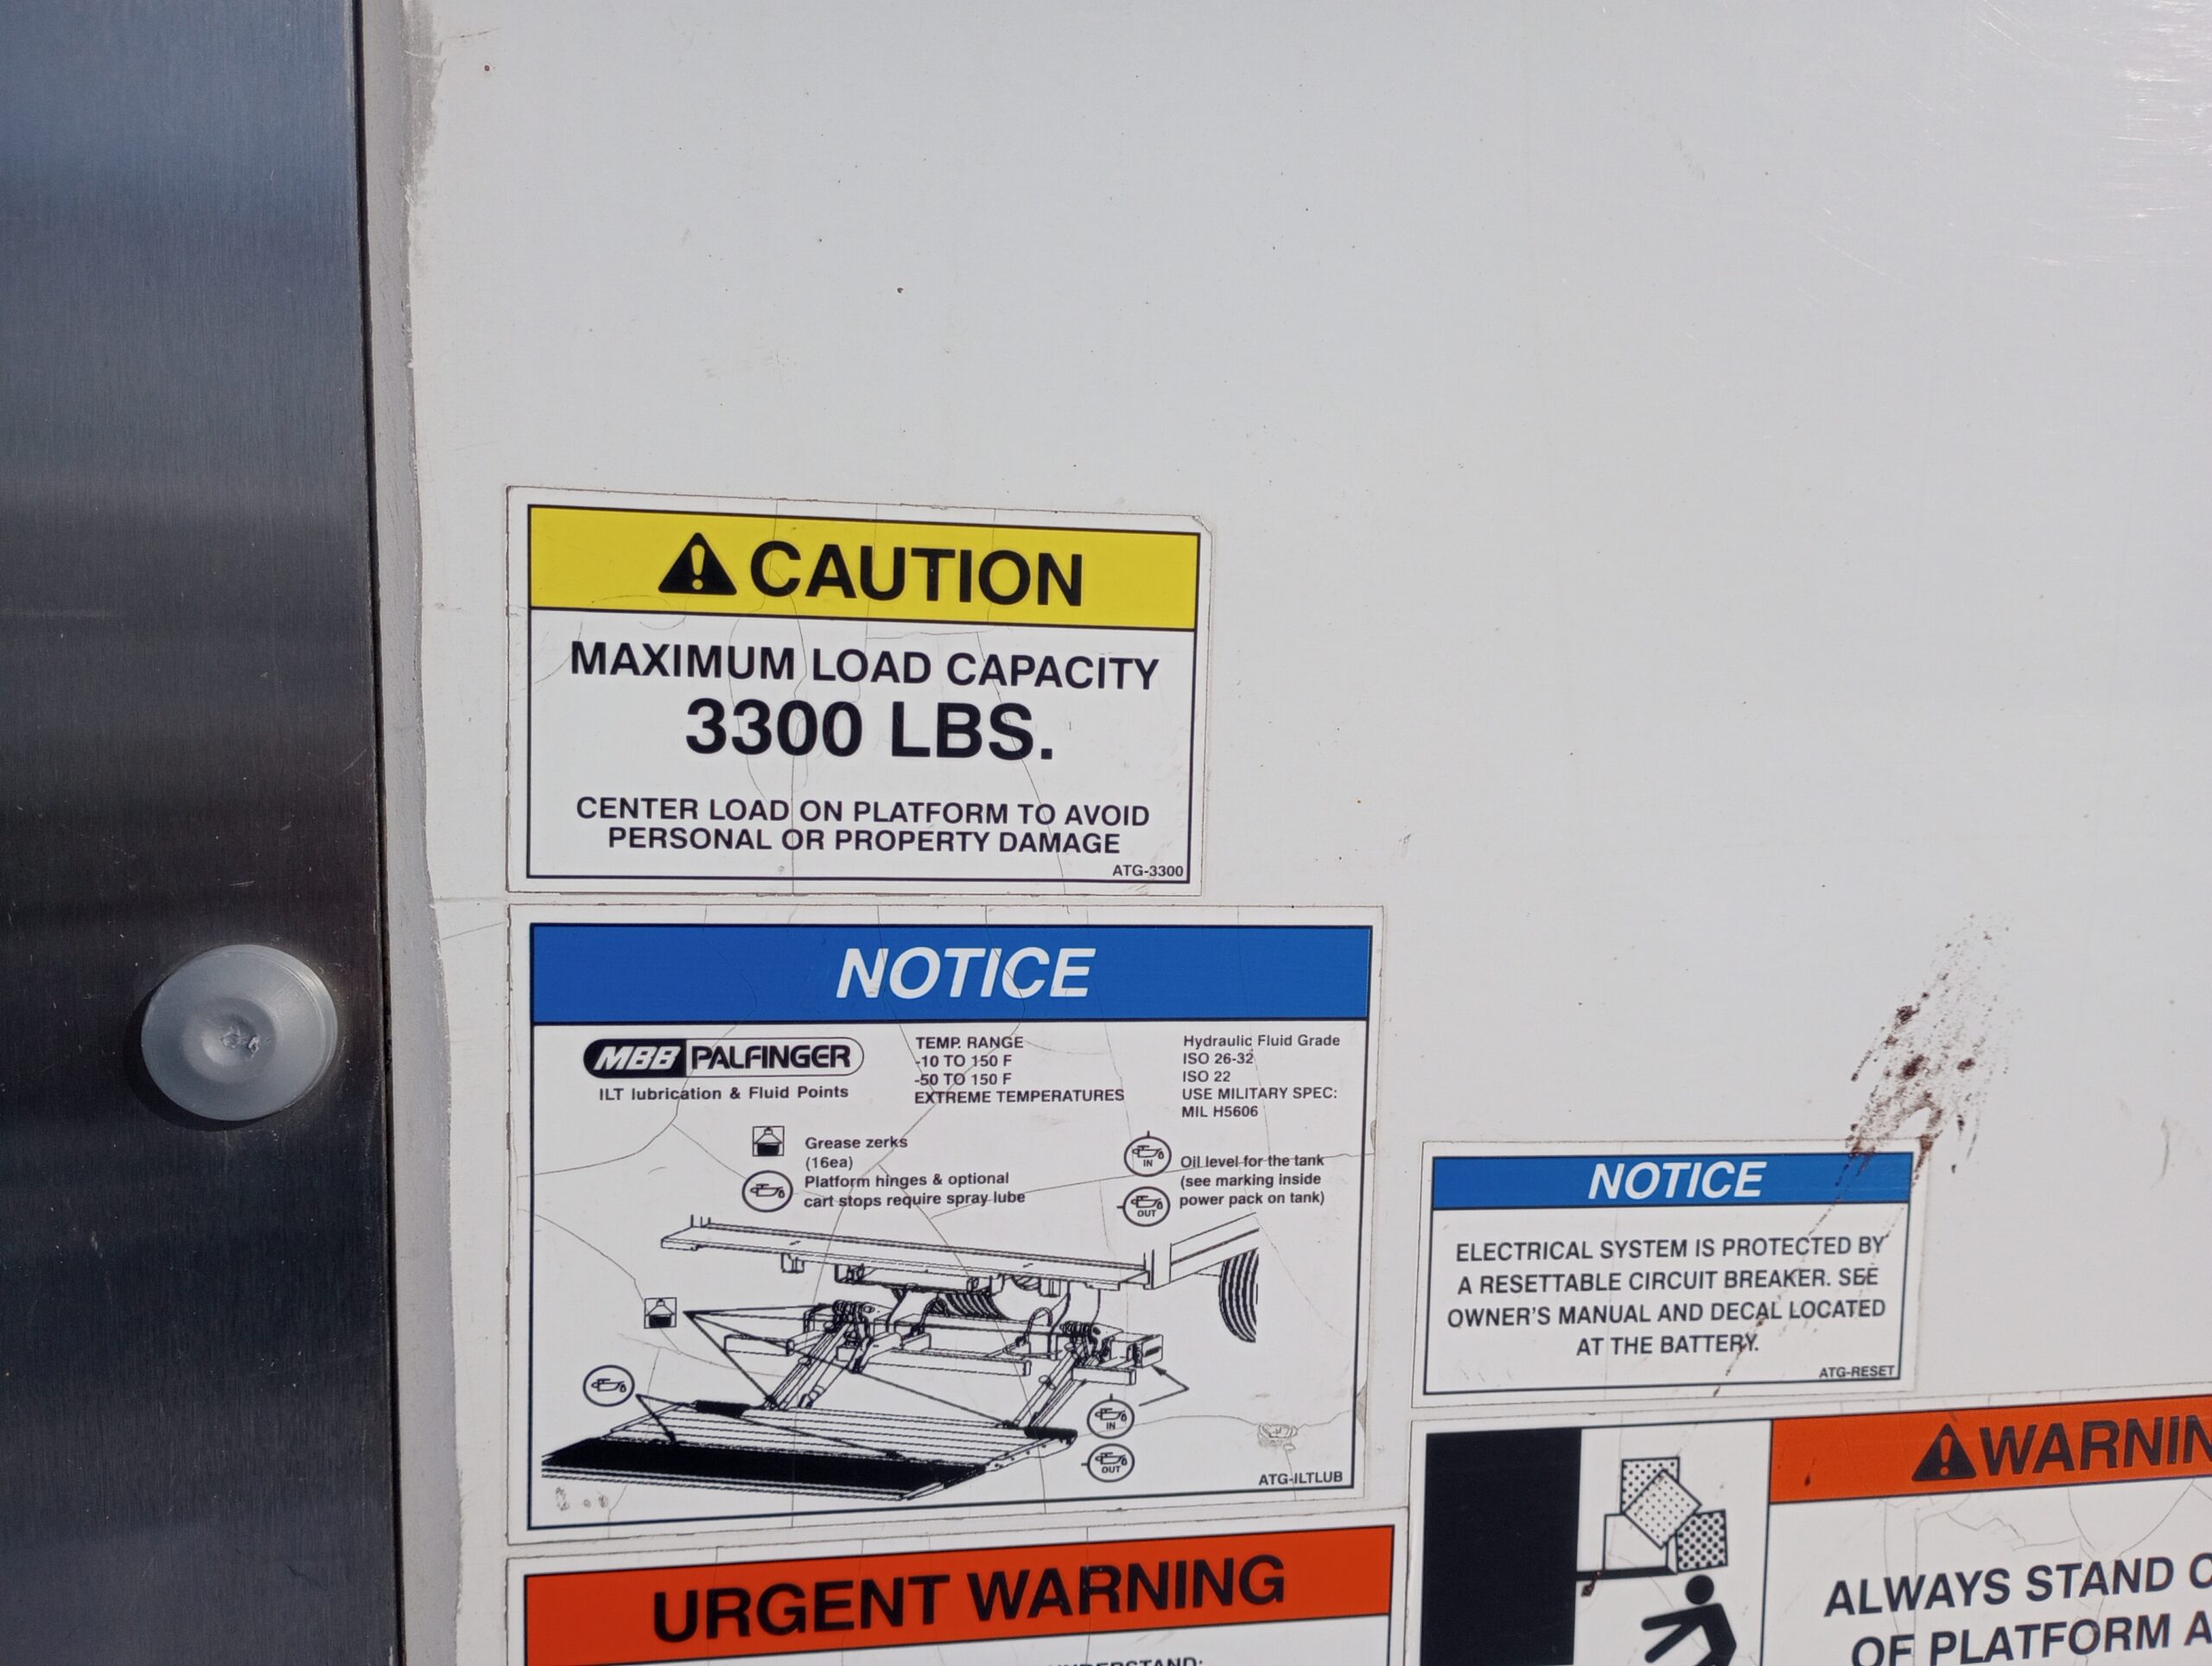 CAUTION
MAXIMUM LOAD CAPACITY
3300 LBS.
CENTER LOAD ON PLATFORM TO AVOID
PERSONAL OR PROPERTY DAMAGE
ATG-3300
NOTICE
MBB PALFINGER
ILT lubrication & Fluid Points
TEMP. RANGE
-10 TO 150 F
-50 TO 150 F
EXTREME TEMPERATURES
Hydraulic Fluid Grade
ISO 26-32
ISO 22
USE MILITARY SPEC:
MIL H5606
Grease zerks
(16ea)
Platform hinges & optional
cart stops require spray lube
IN
OUT
Oil level for the tank
(see marking inside
power pack on tank)
IN
OUT
ATG-ILTLUB
NOTICE
ELECTRICAL SYSTEM IS PROTECTED BY
A RESETTABLE CIRCUIT BREAKER. SEE
OWNER'S MANUAL AND DECAL LOCATED
AT THE BATTERY.
ATG-RESET
URGENT WARNING
WARNIN
ALWAYS STAND
OF PLATFORM